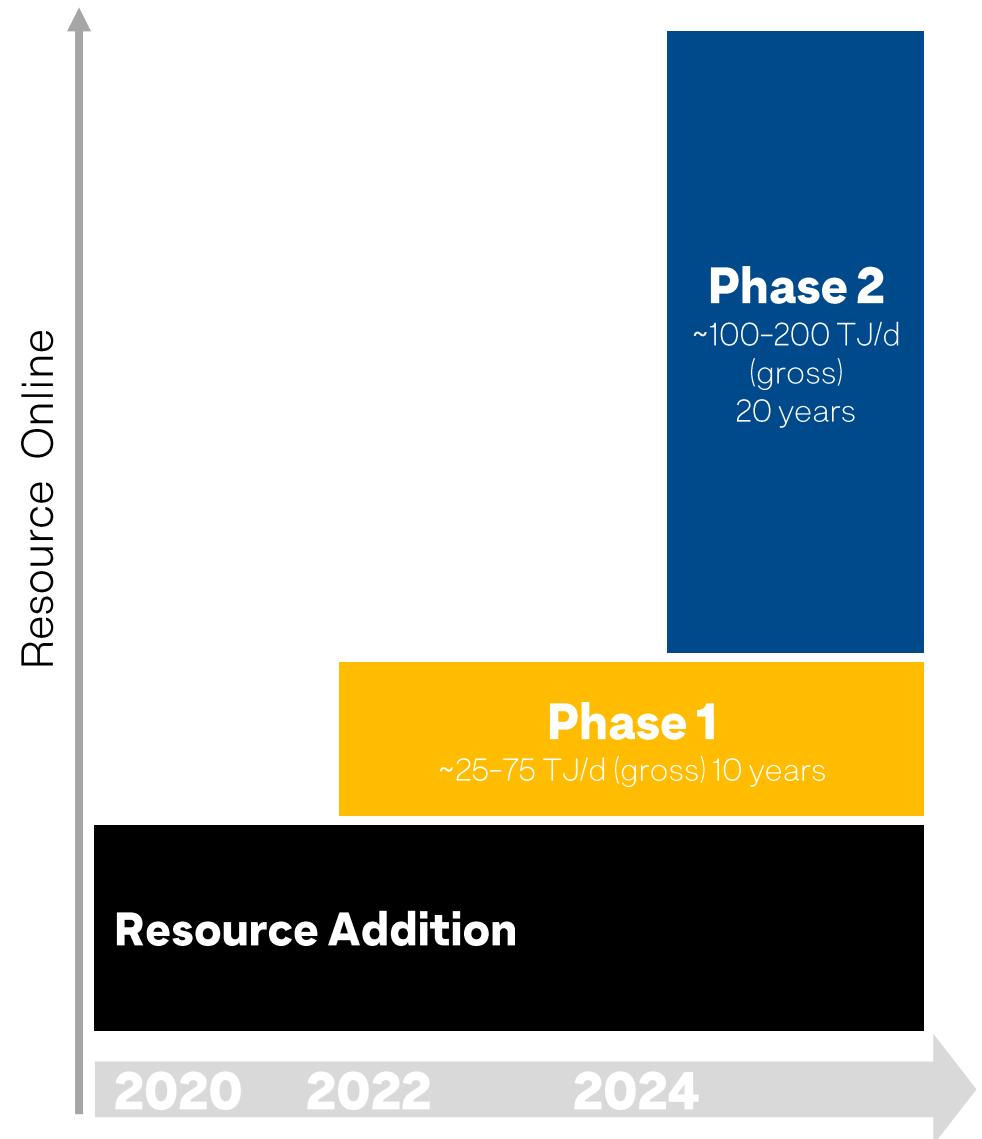 Resource Online
Phase 2
~100-200 TJ/d
(gross)
20 years
Phase 1
~25-75 TJ/d (gross) 10 years
Resource Addition
2020 2022 2024